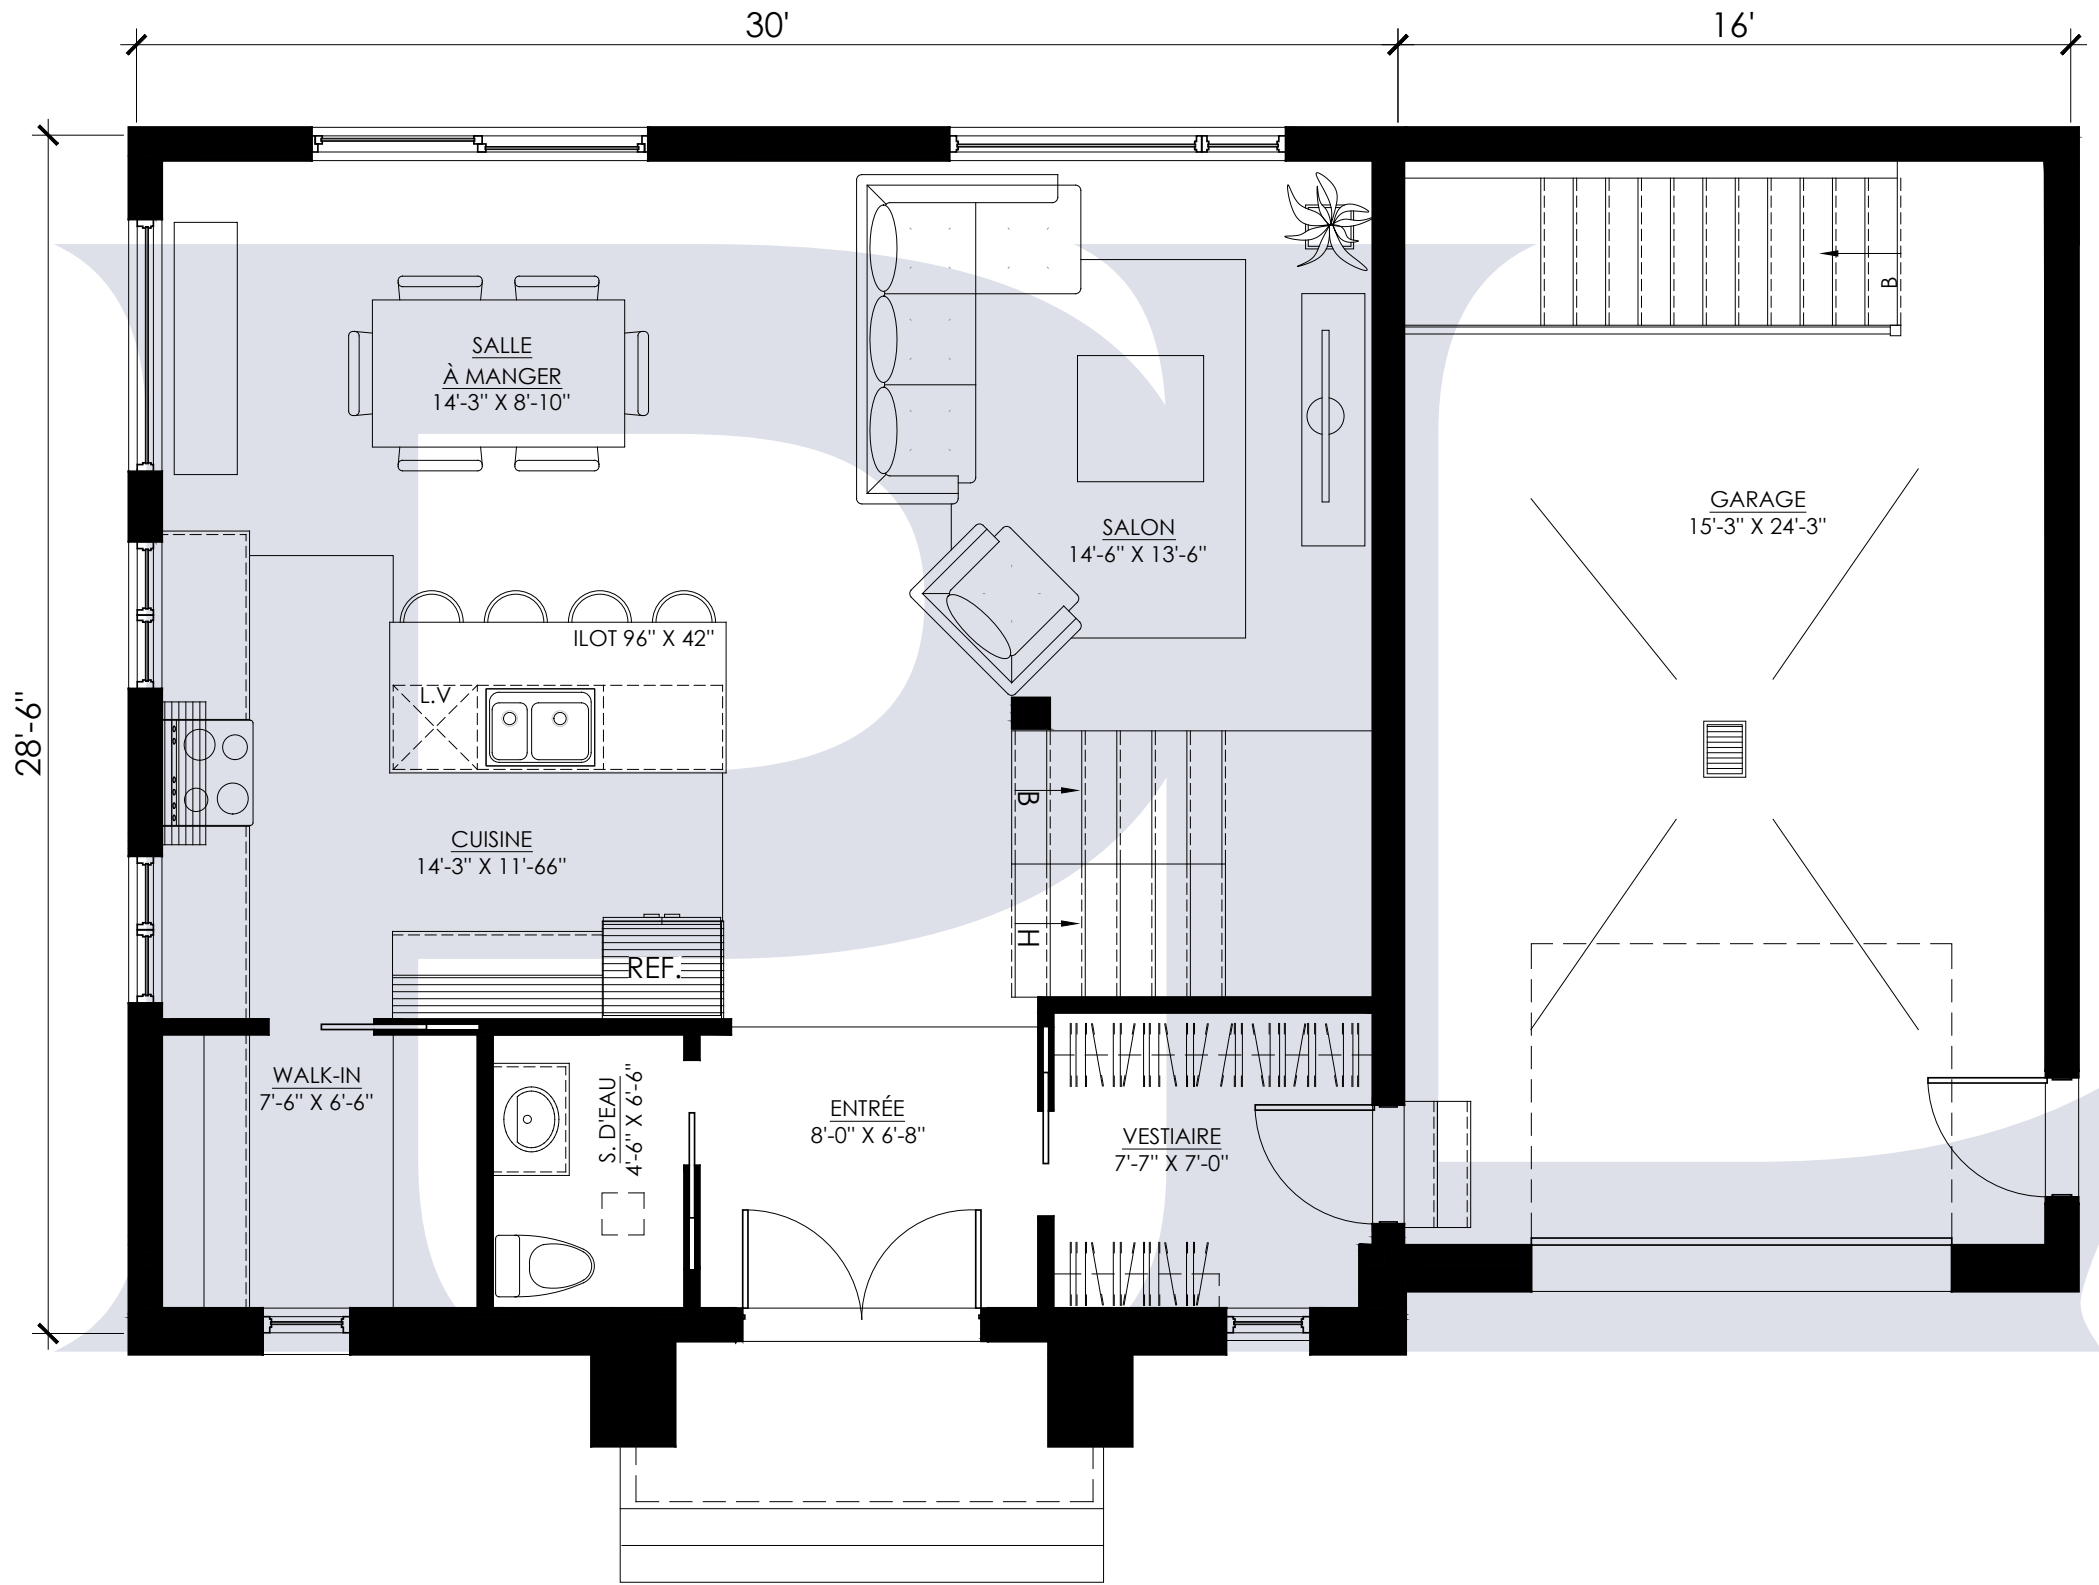 30'
16'
28'-6"
SALLE
À MANGER
14'-3" X 8'-10"
SALON
14'-6" X 13'-6"
GARAGE
15'-3" X 24'-3"
B
ILOT 96" X 42"
L.V
CUISINE
14'-3" X 11'-66"
B
H
REF.
WALK-IN
7'-6" X 6'-6"
S. D'EAU
4'-6" X 6'-6"
ENTRÉE
8'-0" X 6'-8"
VESTIAIRE
7'-7" X 7'-0"